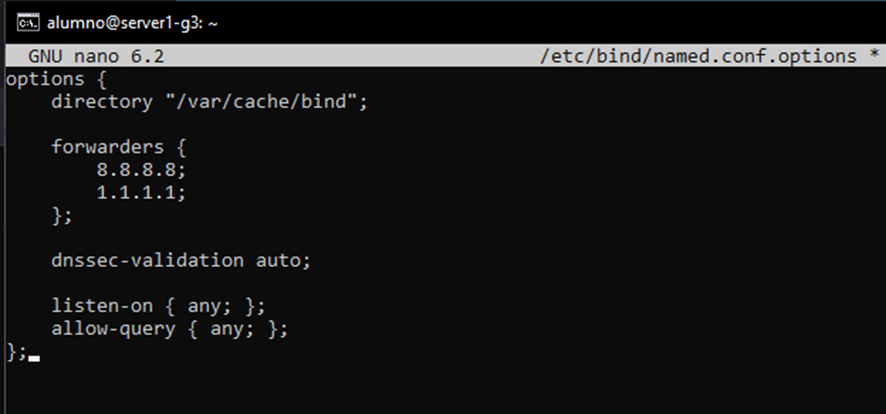 alumno@server1-g3: ~
GNU nano 6.2 /etc/bind/named.conf.options *
options {
    directory "/var/cache/bind";

    forwarders {
        8.8.8.8;
        1.1.1.1;
    };

    dnssec-validation auto;

    listen-on { any; };
    allow-query { any; };
};